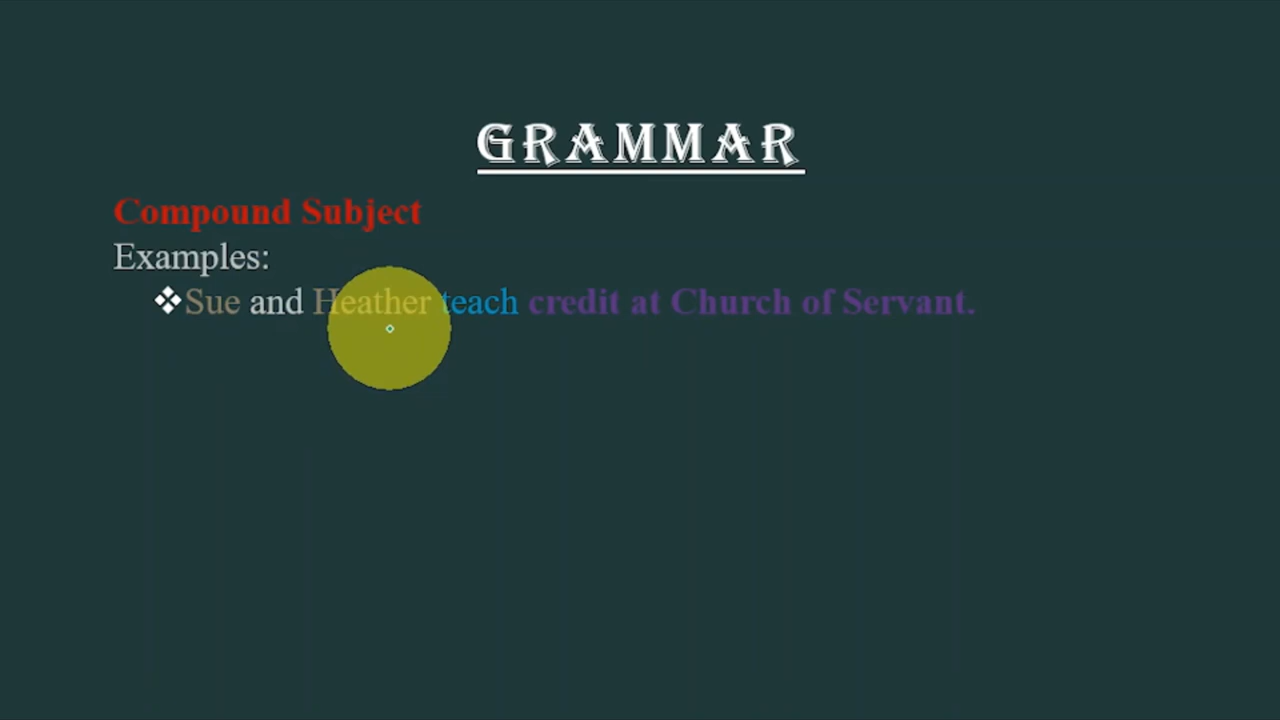 GRAMMAR
Compound Subject
Examples:
❖Sue and Heather teach credit at Church of Servant.